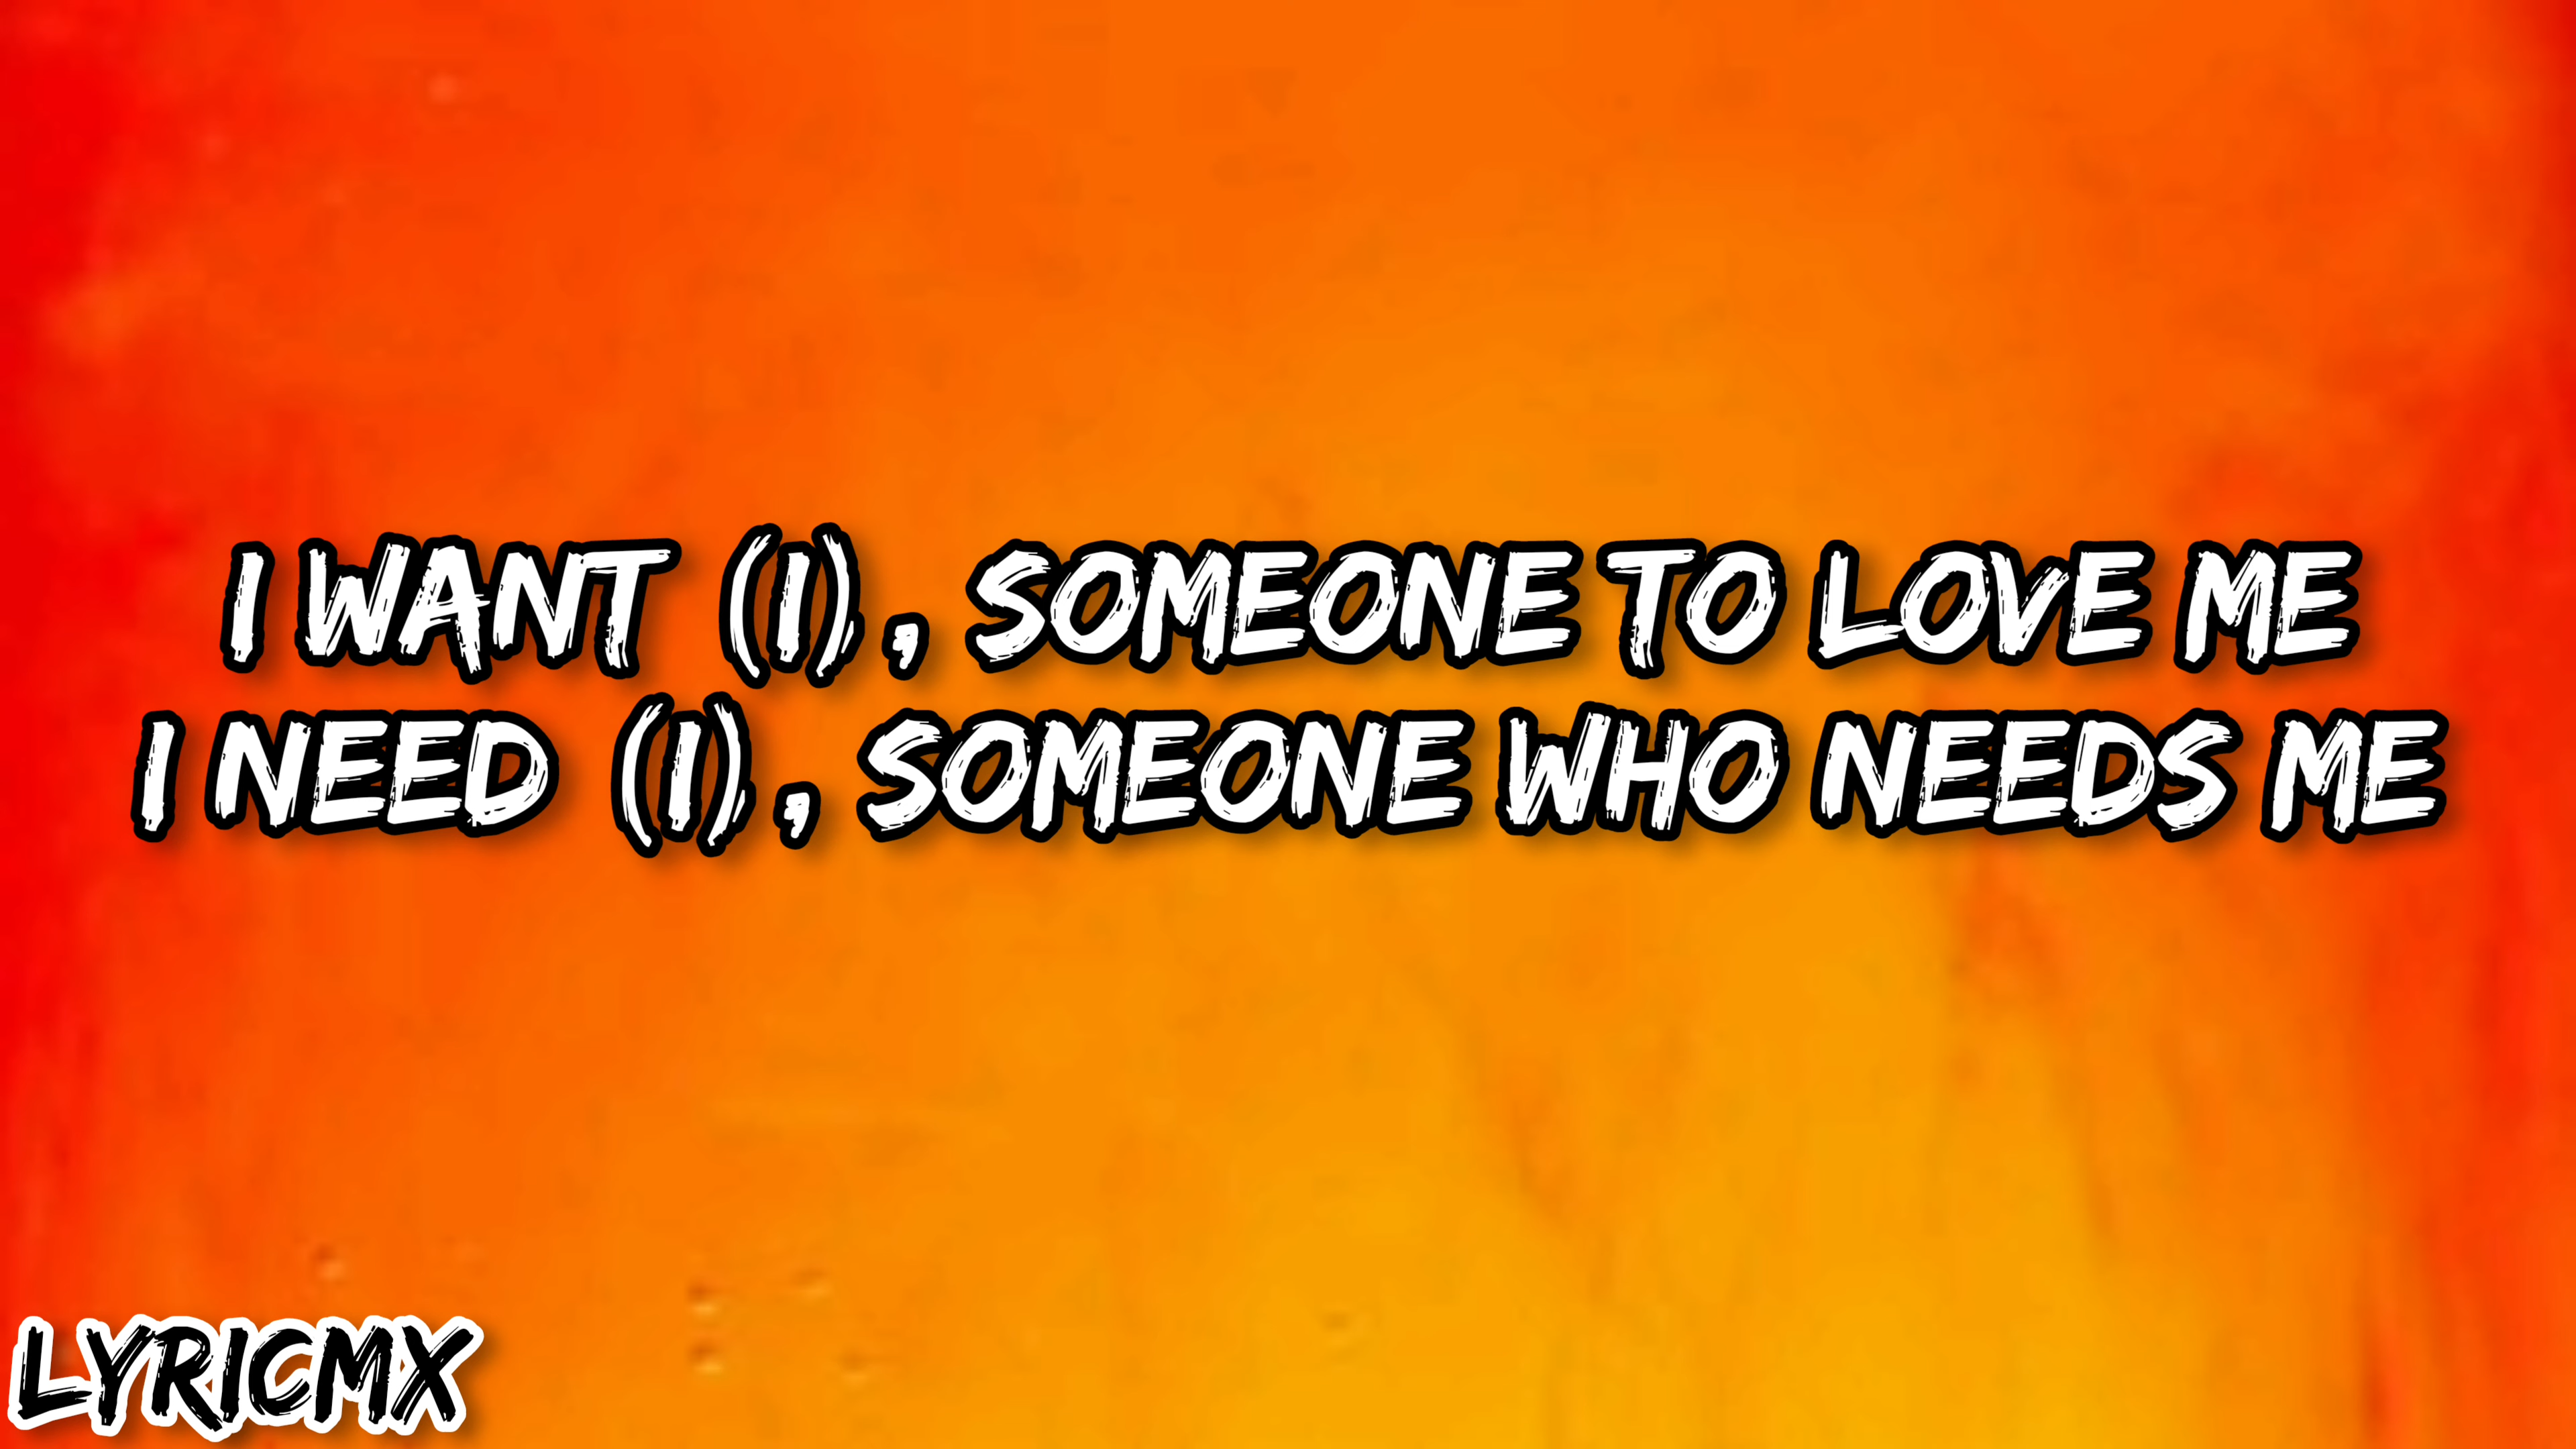 I WANT (I), SOMEONE TO LOVE ME
I NEED (I), SOMEONE WHO NEEDS ME
LYRICMX